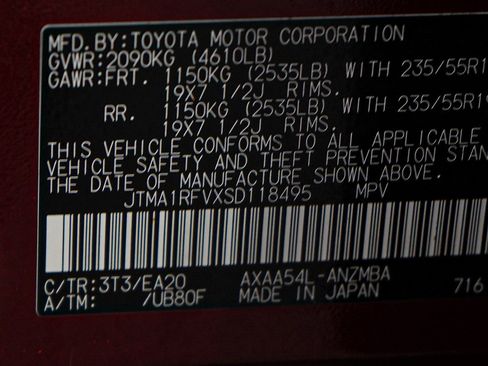 MFD. BY: TOYOTA MOTOR CORPORATION
GVWR: 2090KG (4610LB)
GAWR: FRT. 1150KG (2535LB) WITH 235/55R1
19X7 1/2J RIMS.
RR. 1150KG (2535LB) WITH 235/55R19
19X7 1/2J RIMS.
THIS VEHICLE CONFORMS TO ALL APPLICABLE
VEHICLE SAFETY AND THEFT PREVENTION STAN
THE DATE OF MANUFACTURE SHOWN ABOVE.
JTMA1RFVXSD118495 MPV
C/TR: 3T3/EA20 AXAA54L-ANZMBA
A/TM: /UB80F MADE IN JAPAN 716